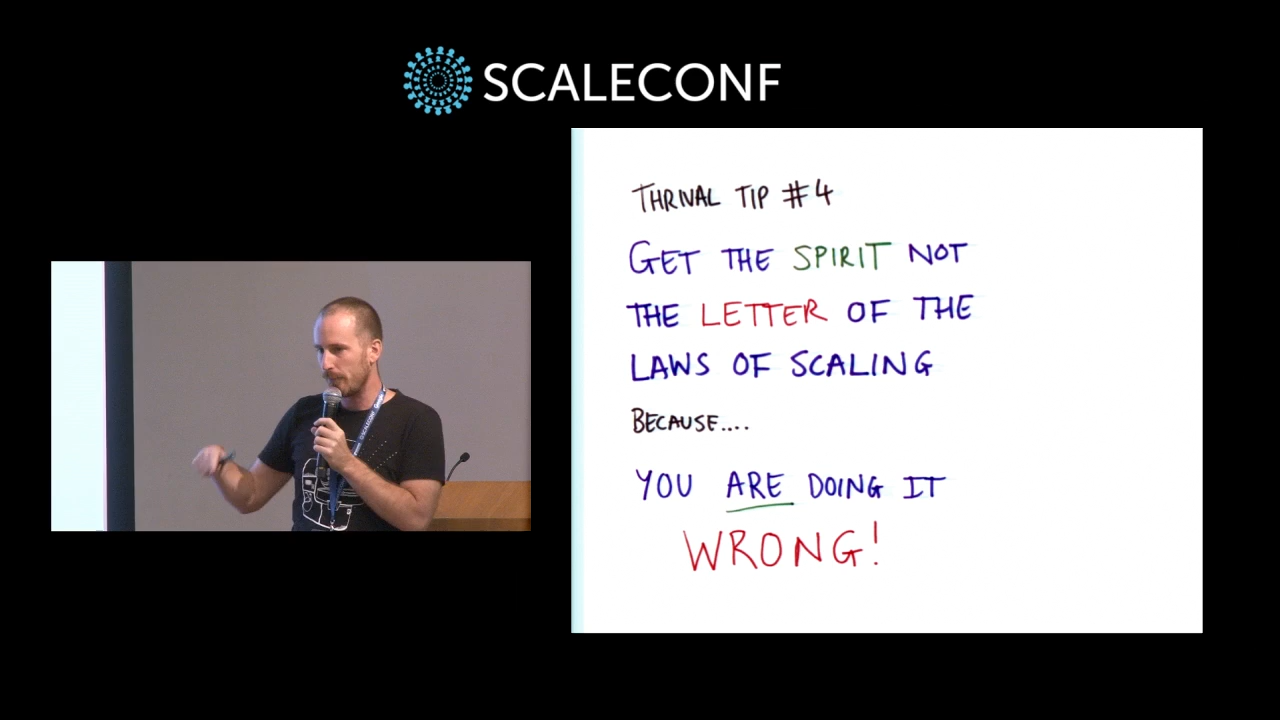 SCALECONF
THRIVAL TIP #4
GET THE SPIRIT NOT
THE LETTER OF THE
LAWS OF SCALING
BECAUSE....
YOU ARE DOING IT
WRONG!